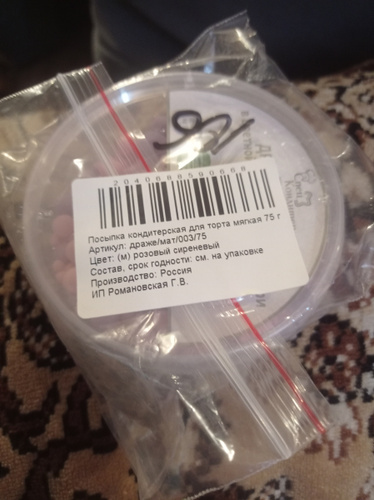 2040688590668
Посыпка кондитерская для торта мягкая 75 г
Артикул: драже/мат/003/75
Цвет: (м) розовый сиреневый
Состав, срок годности: см. на упаковке
Производство: Россия
ИП Романовская Г.В.